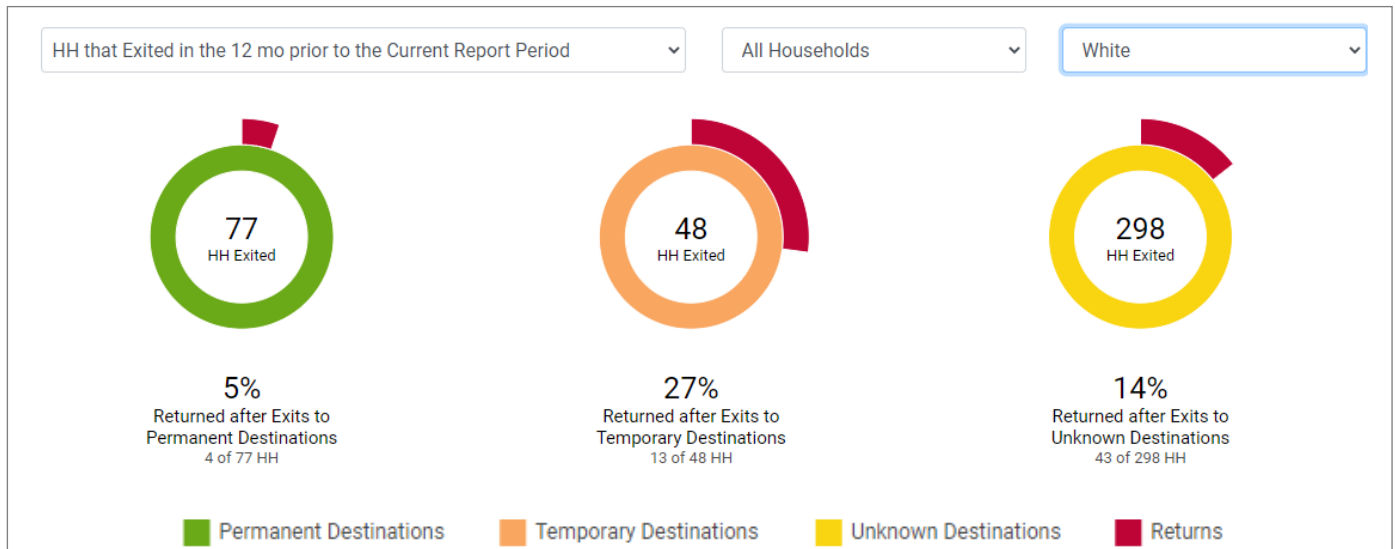 HH that Exited in the 12 mo prior to the Current Report Period
All Households
White
77
HH Exited
48
HH Exited
298
HH Exited
5%
Returned after Exits to
Permanent Destinations
4 of 77 HH
27%
Returned after Exits to
Temporary Destinations
13 of 48 HH
14%
Returned after Exits to
Unknown Destinations
43 of 298 HH
Permanent Destinations
Temporary Destinations
Unknown Destinations
Returns